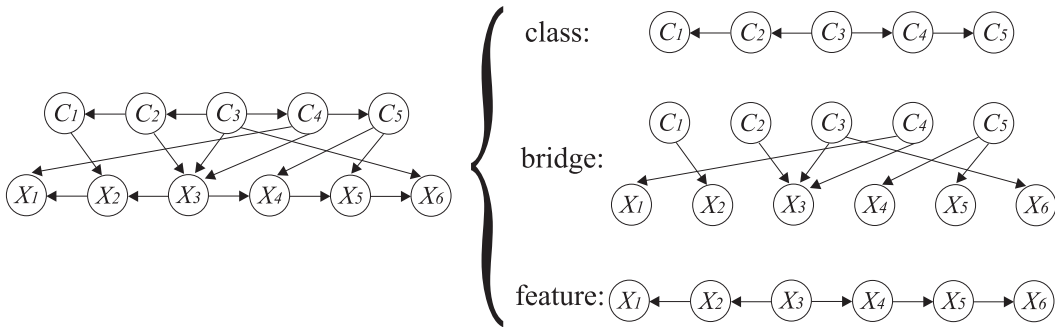 class:
C1 C2 C3 C4 C5
C1 C2 C3 C4 C5
X1 X2 X3 X4 X5 X6
bridge:
C1 C2 C3 C4 C5
X1 X2 X3 X4 X5 X6
feature:
X1 X2 X3 X4 X5 X6